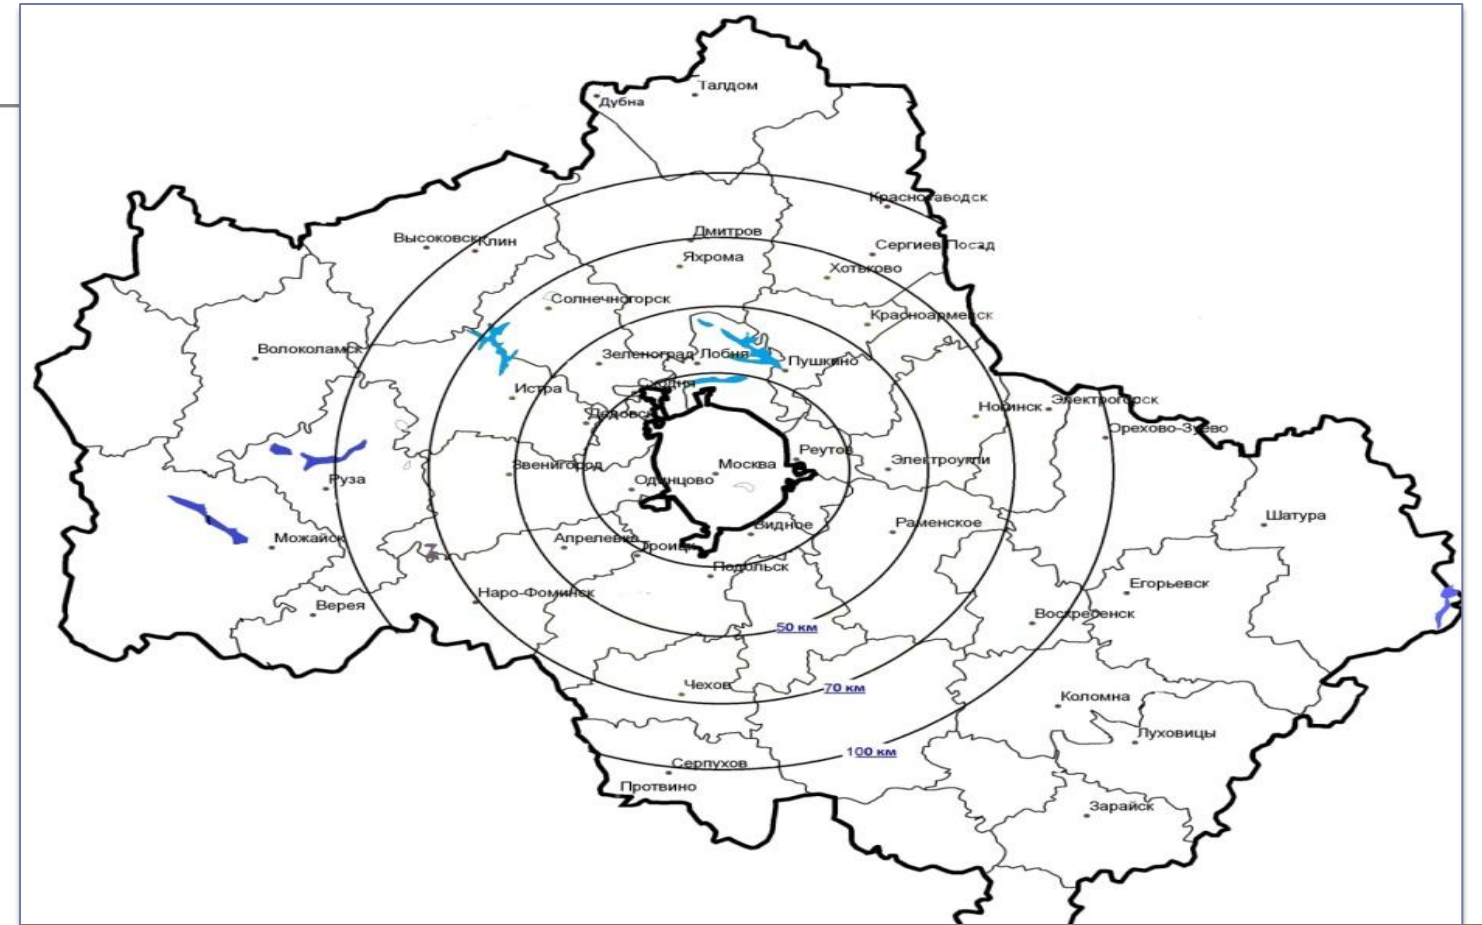 Талдом
Дубна
Краснозаводск
Дмитров
Высоковск
Клин
Сергиев Посад
Яхрома
Хотьково
Солнечногорск
Красноармейск
Волоколамск
Зеленоград
Лобня
Пушкино
Сходня
Истра
Электрогорск
Ногинск
Дедовск
Орехово-Зуево
Реутов
Электроугли
Звенигород
Москва
Руза
Одинцово
Шатура
Видное
Раменское
Можайск
Апрелевка
Троицк
Подольск
Егорьевск
Наро-Фоминск
Верея
Воскресенск
50 км
Чехов
70 км
Коломна
Луховицы
100 км
Серпухов
Протвино
Зарайск